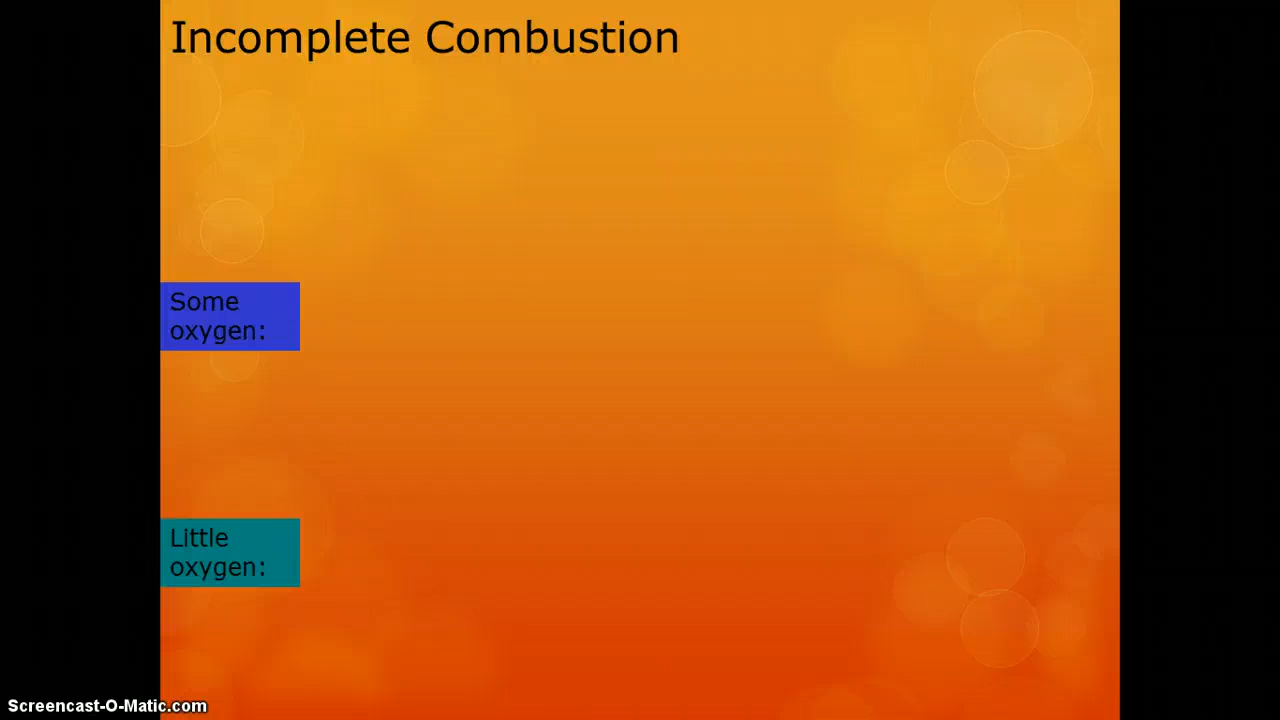 Incomplete Combustion
Some
oxygen:
Little
oxygen:
Screencast-O-Matic.com